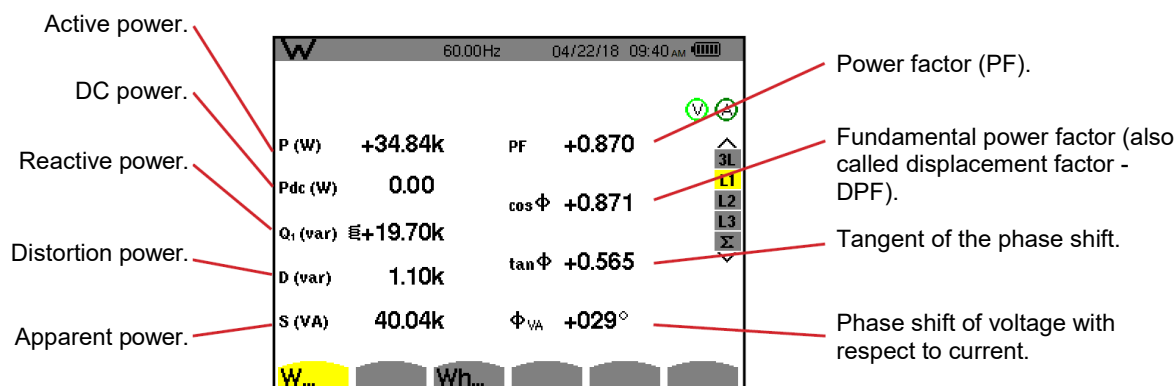 Active power.
DC power.
Reactive power.
Distortion power.
Apparent power.
W 60.00Hz 04/22/18 09:40 AM
V A
P (W) +34.84k PF +0.870
Pdc (W) 0.00
cosΦ +0.871
Q₁ (var) +19.70k
tanΦ +0.565
D (var) 1.10k
S (VA) 40.04k ΦVA +029°
3L
L1
L2
L3
Σ
W... Wh...
Power factor (PF).
Fundamental power factor (also
called displacement factor -
DPF).
Tangent of the phase shift.
Phase shift of voltage with
respect to current.